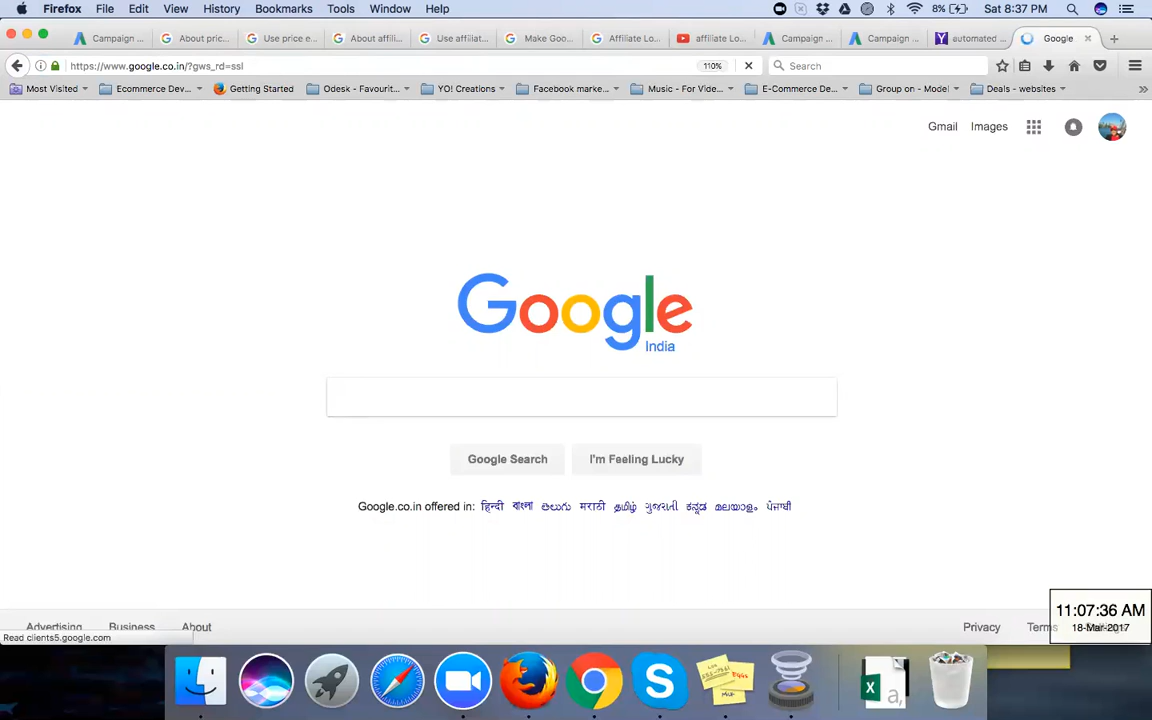 Firefox File Edit View History Bookmarks Tools Window Help 8% Sat 8:37 PM
Campaign ... About pric... Use price e... About affili... Use affiliat... Make Goo... Affiliate Lo... affiliate Lo... Campaign ... Campaign ... automated ... Google
https://www.google.co.in/?gws_rd=ssl 110% Search
Most Visited Ecommerce Dev... Getting Started Odesk - Favourit... YO! Creations Facebook marke... Music - For Vide... E-Commerce De... Group on - Model Deals - websites
Gmail Images
Google
India
Google Search I'm Feeling Lucky
Google.co.in offered in: हिन्दी বাংলা తెలుగు मराठी தமிழ் ગુજરાતી ಕನ್ನಡ മലയാളം ਪੰਜਾਬੀ
11:07:36 AM
Advertising Business About Privacy Terms 18-Mar-2017
Read clients5.google.com